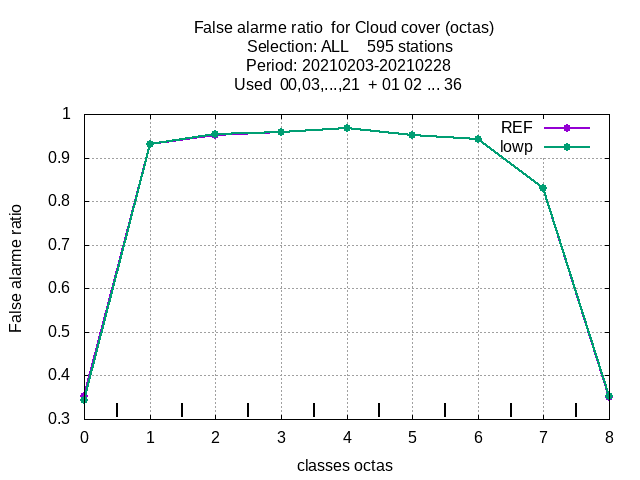 False alarme ratio  for Cloud cover (octas)
Selection: ALL    595 stations
Period: 20210203-20210228
Used  00,03,...,21  + 01 02 ... 36
REF
lowp
1
0.9
0.8
0.7
0.6
0.5
0.4
0.3
False alarme ratio
0 1 2 3 4 5 6 7 8
classes octas